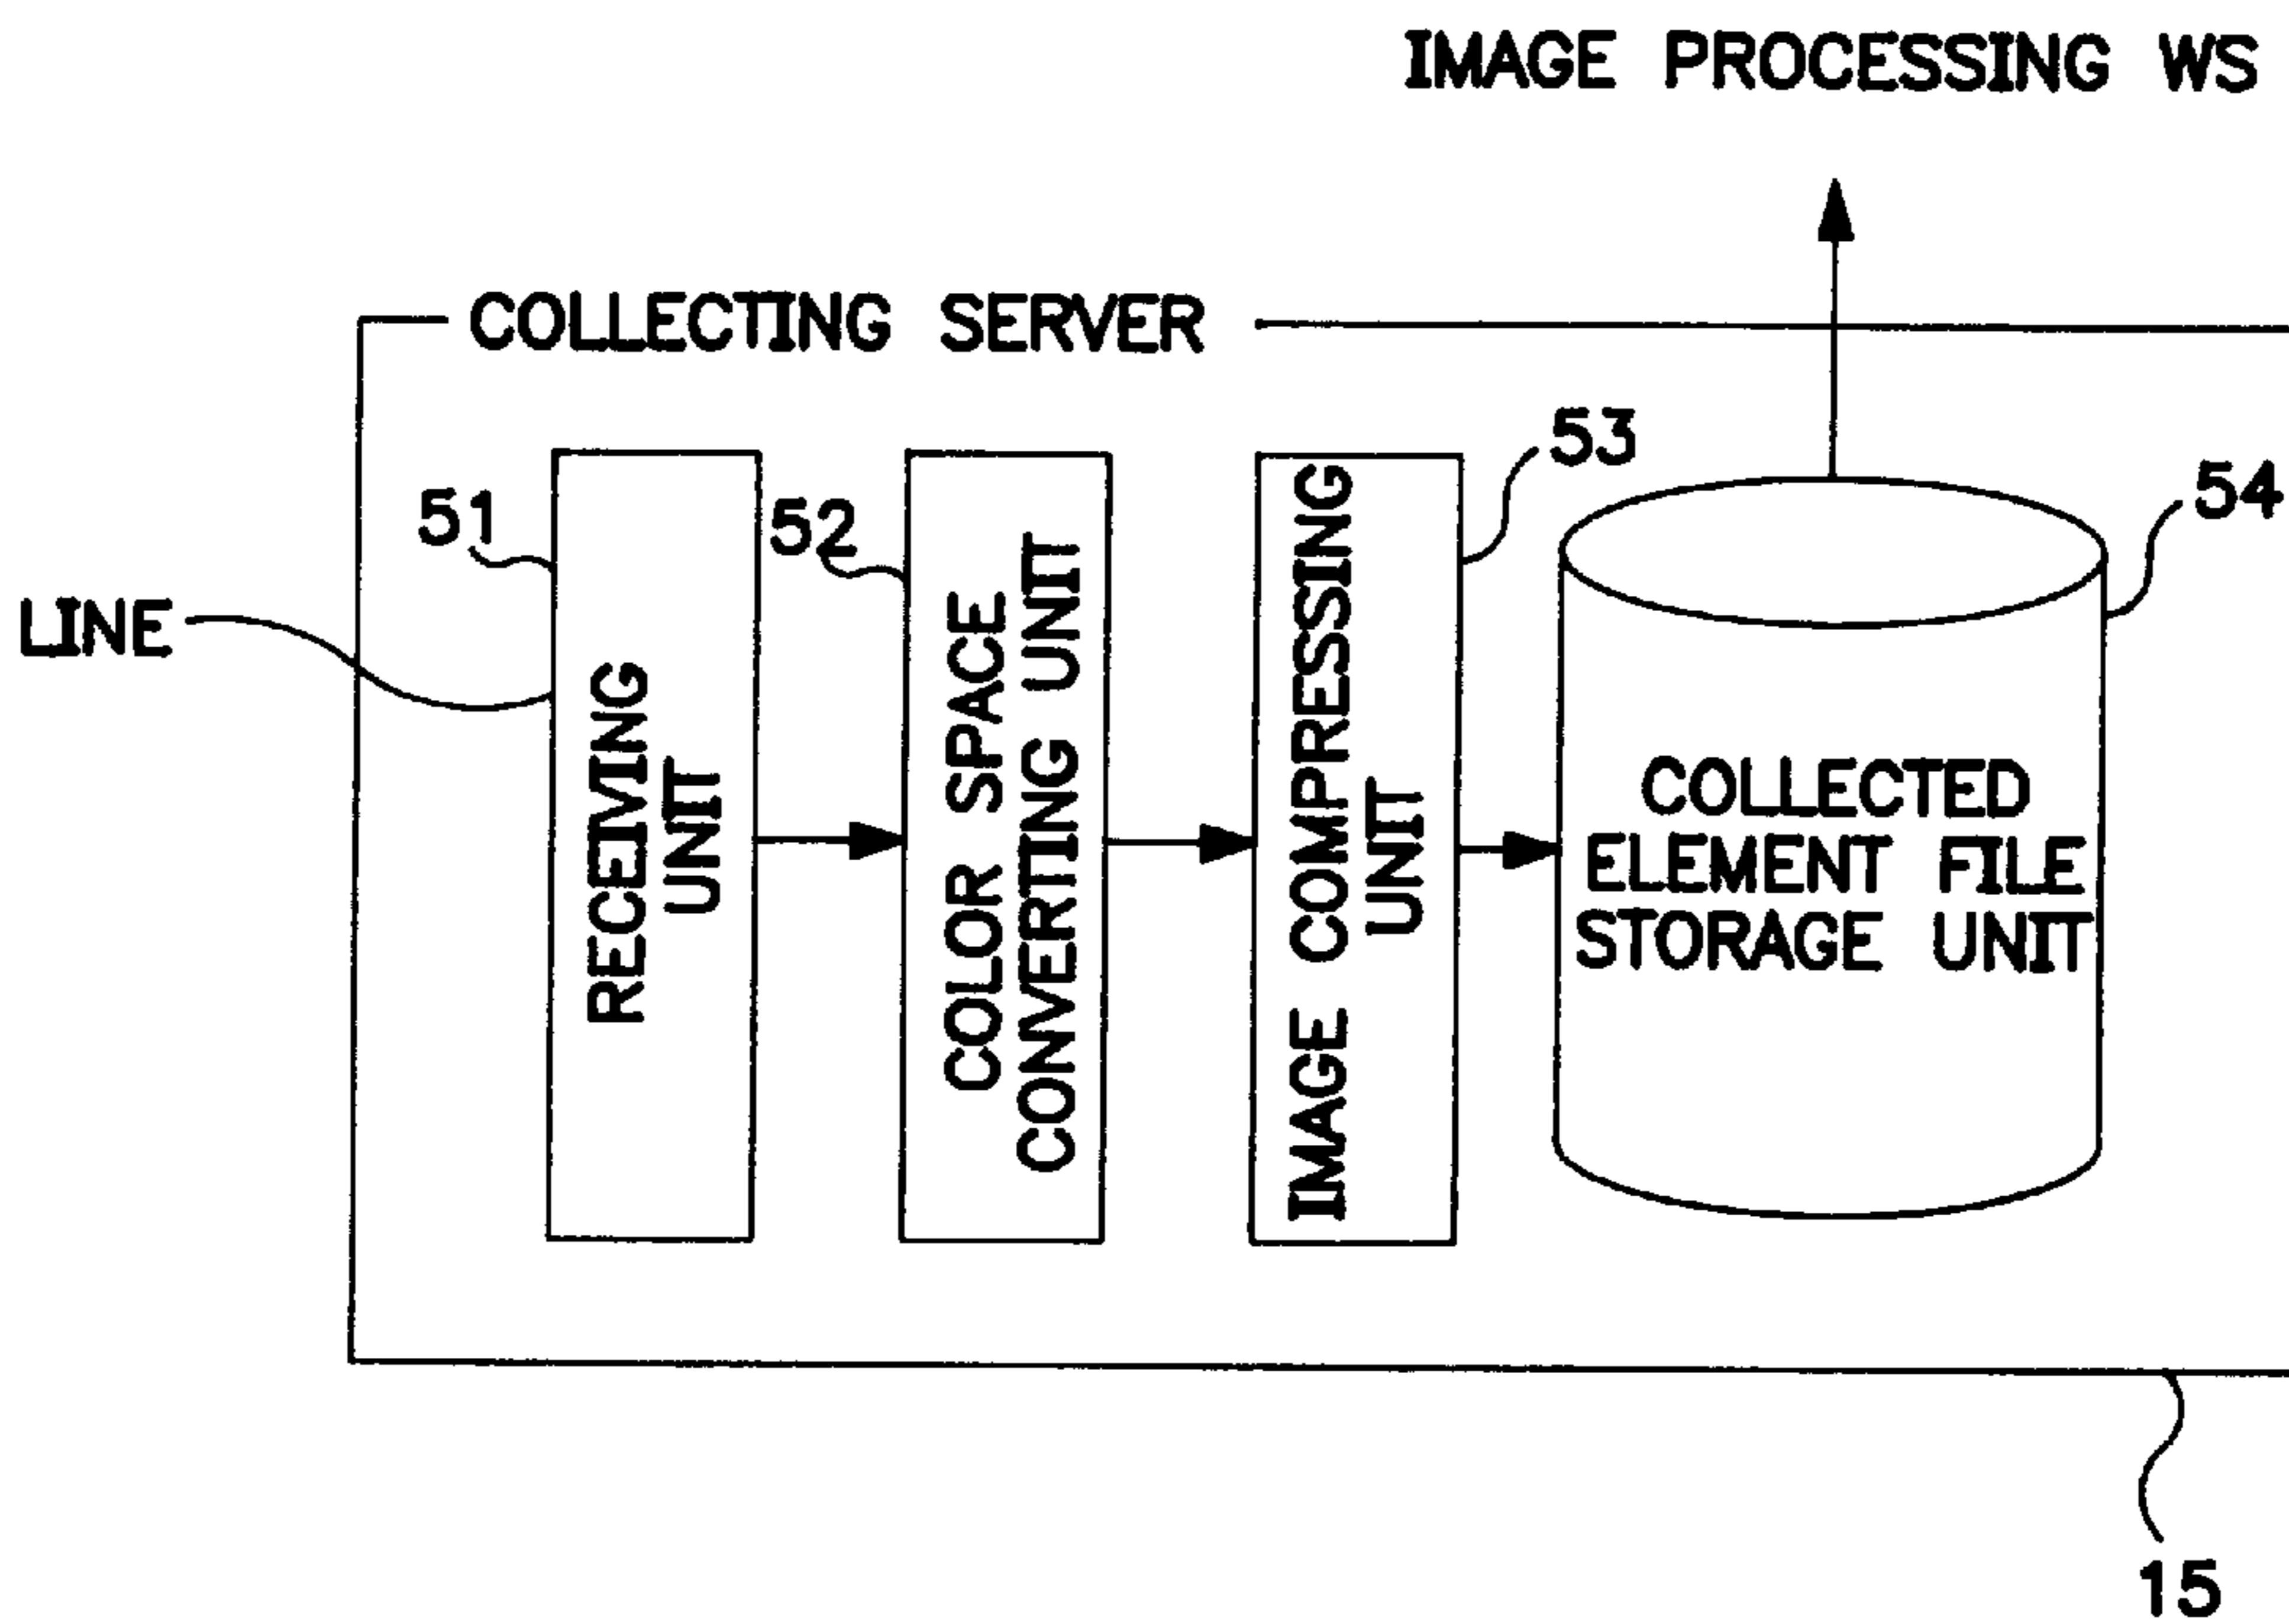 IMAGE PROCESSING WS
COLLECTING SERVER
53
54
51
52
LINE
RECEIVING
UNIT
COLOR SPACE
CONVERTING UNIT
IMAGE COMPRESSING
UNIT
COLLECTED
ELEMENT FILE
STORAGE UNIT
15